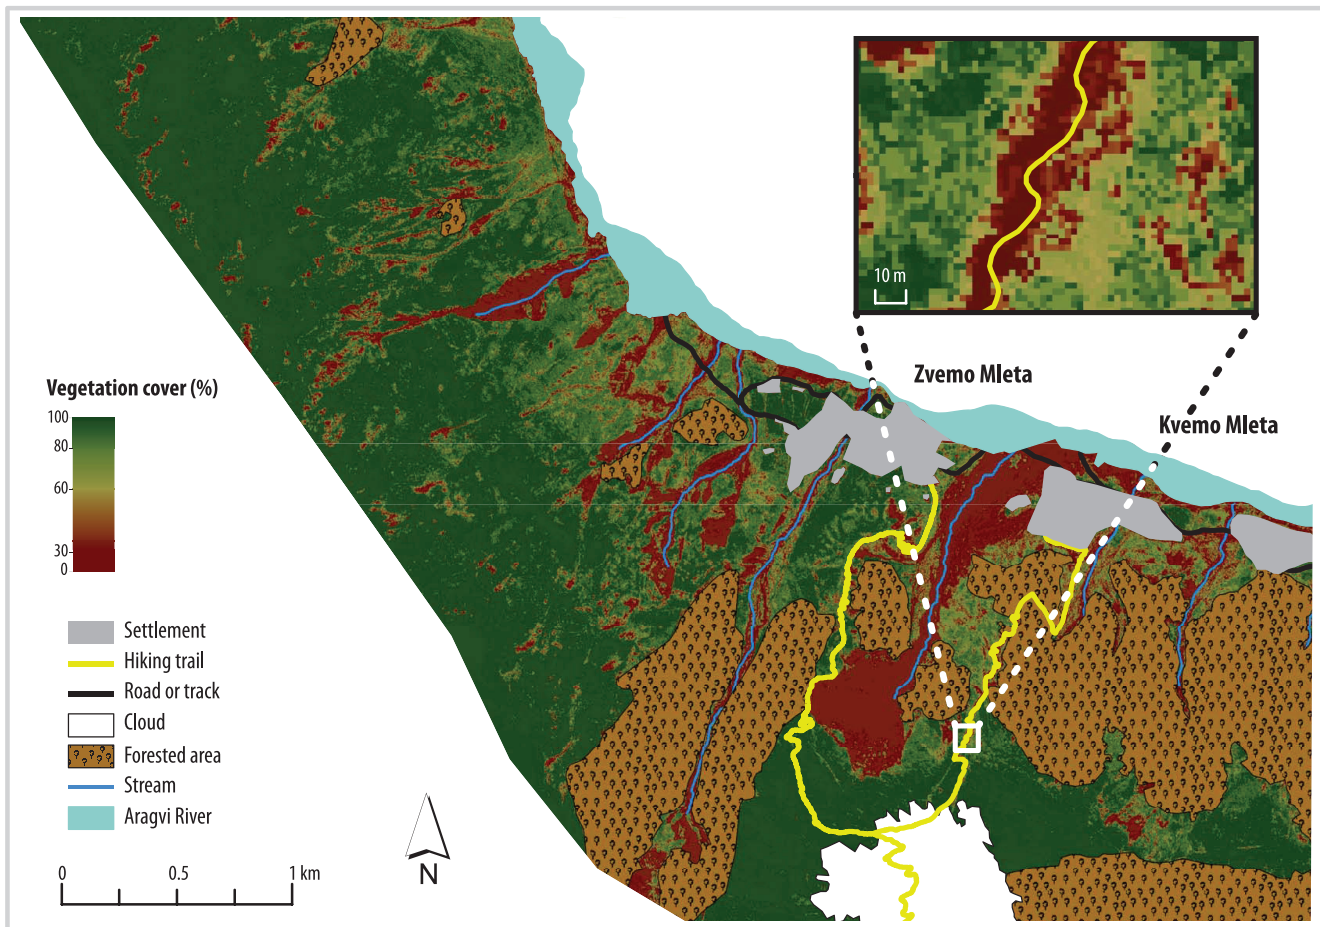 10 m
Zvemo Mleta
Kvemo Mleta
Vegetation cover (%)
100
80
60
30
0
Settlement
Hiking trail
Road or track
Cloud
Forested area
Stream
Aragvi River
0 0.5 1 km
N